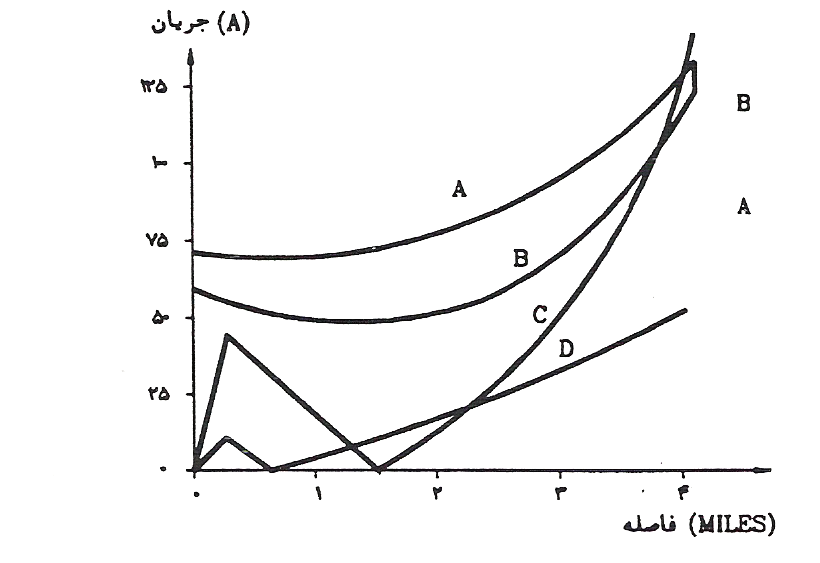 جریان (A)
۱۲۵
B
۱۰۰
A
A
۷۵
B
۵۰
C
D
۲۵
۰
۰ ۱ ۲ ۳ ۴
فاصله (MILES)